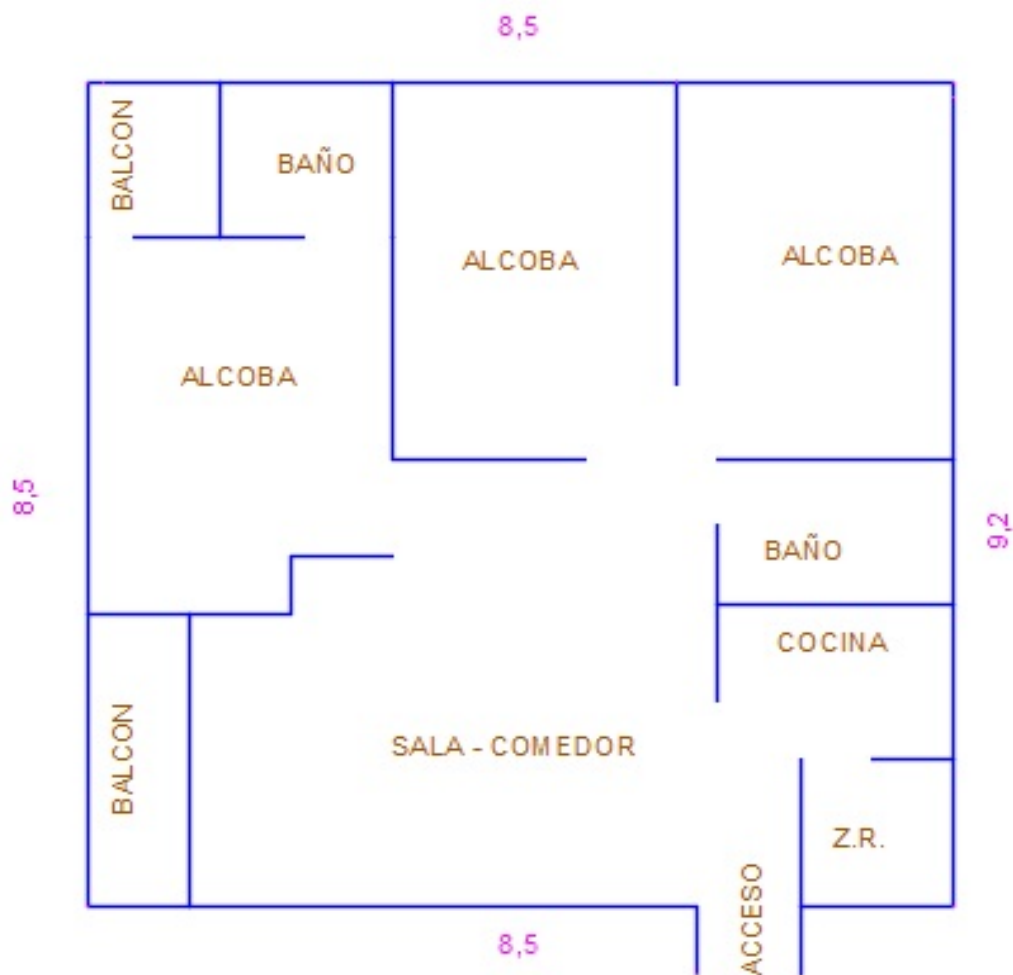 8,5
BALCON
BAÑO
ALCOBA
ALCOBA
ALCOBA
8,5
9,2
BAÑO
COCINA
SALA - COMEDOR
BALCON
Z.R.
ACCESO
8,5